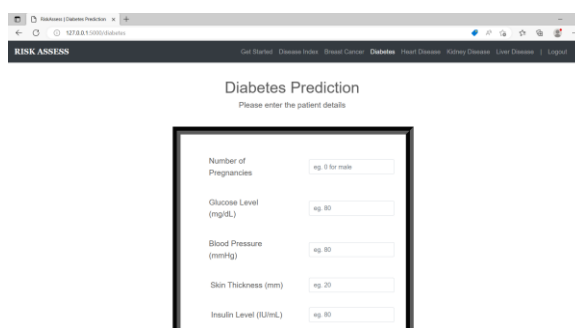 RiskAssess | Diabetes Prediction
127.0.0.1:5000/diabetes
RISK ASSESS
Get Started Disease Index Breast Cancer Diabetes Heart Disease Kidney Disease Liver Disease | Logout
Diabetes Prediction
Please enter the patient details
Number of
Pregnancies
eg. 0 for male
Glucose Level
(mg/dL)
eg. 80
Blood Pressure
(mmHg)
eg. 80
Skin Thickness (mm)
eg. 20
Insulin Level (IU/mL)
eg. 80